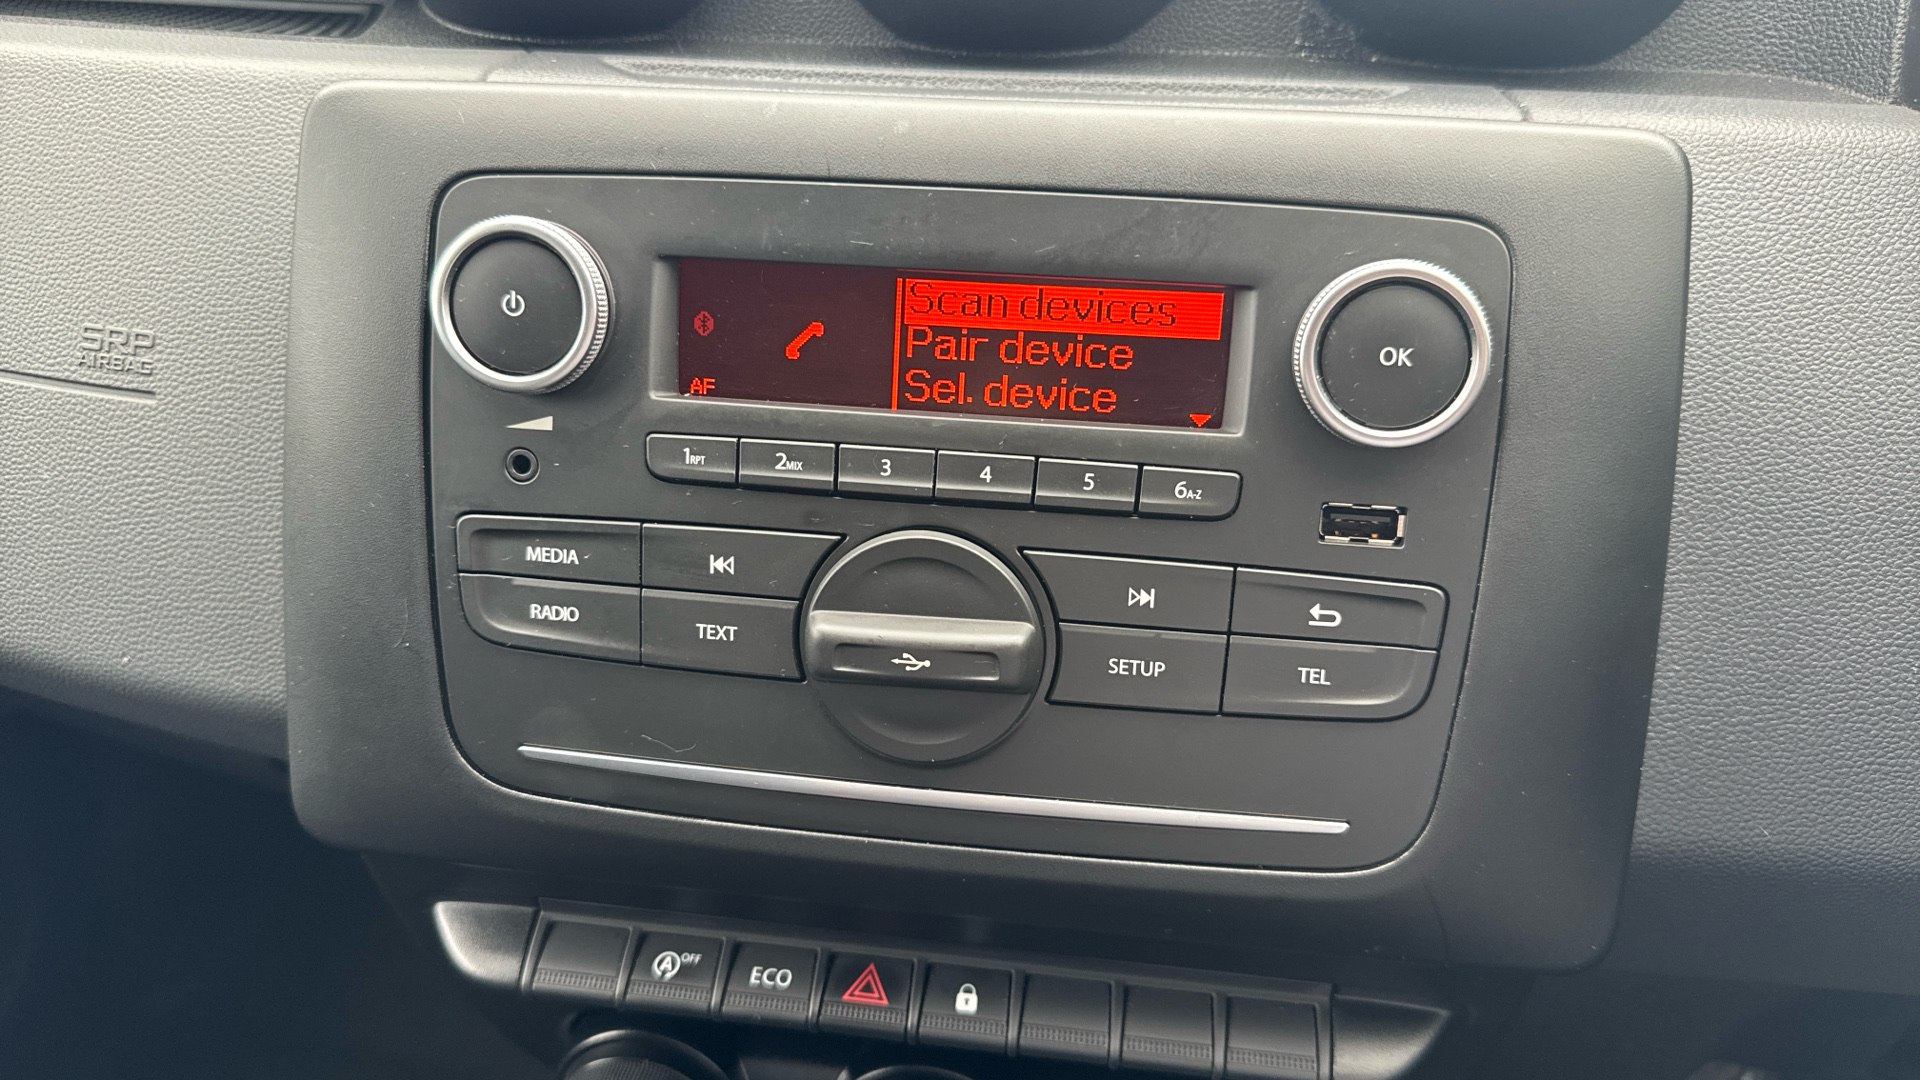 SRP
AIRBAG
Scan devices
Pair device
Sel. device
AF
OK
1RPT
2MIX
3
4
5
6A-Z
MEDIA
RADIO
TEXT
SETUP
TEL
A OFF
ECO